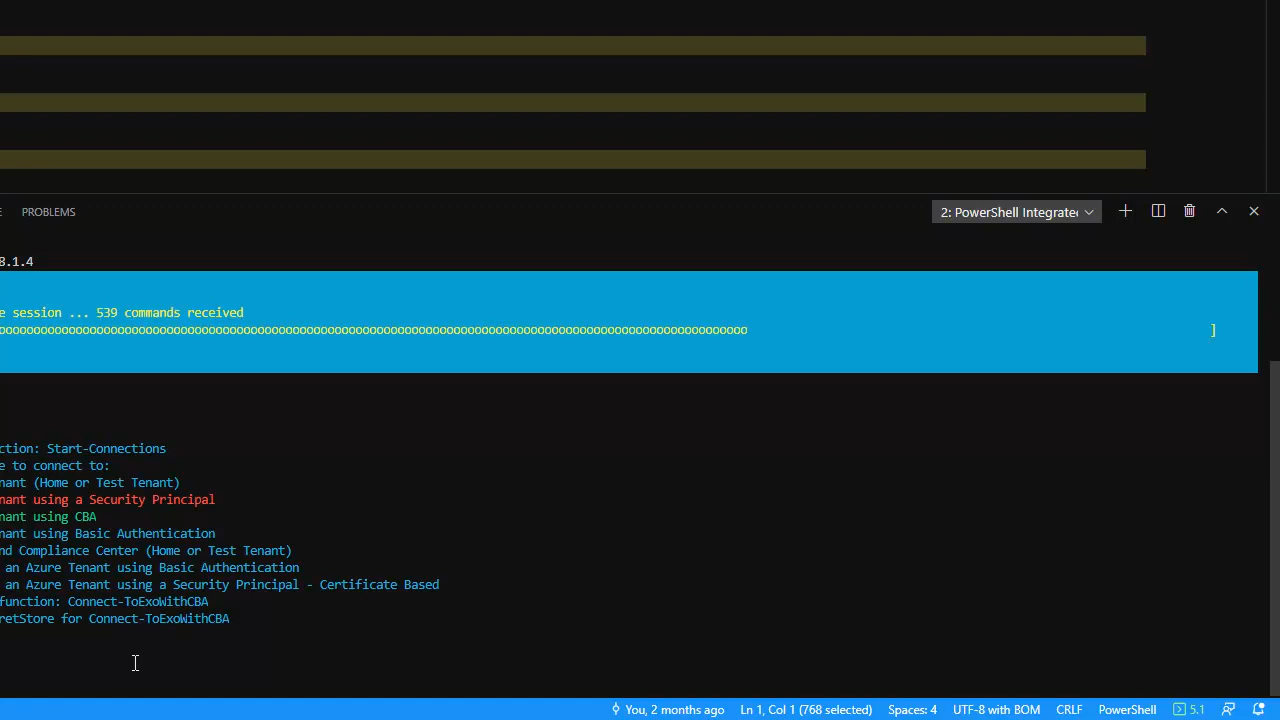 PROBLEMS
2: PowerShell Integrate
8.1.4
e session ... 539 commands received
ooooooooooooooooooooooooooooooooooooooooooooooooooooooooooooooooooooooooooooooooooooooooooooooooooooooooooo ]
ction: Start-Connections
e to connect to:
nant (Home or Test Tenant)
nant using a Security Principal
nant using CBA
nant using Basic Authentication
nd Compliance Center (Home or Test Tenant)
an Azure Tenant using Basic Authentication
an Azure Tenant using a Security Principal - Certificate Based
function: Connect-ToExoWithCBA
retStore for Connect-ToExoWithCBA
You, 2 months ago Ln 1, Col 1 (768 selected) Spaces: 4 UTF-8 with BOM CRLF PowerShell 5.1